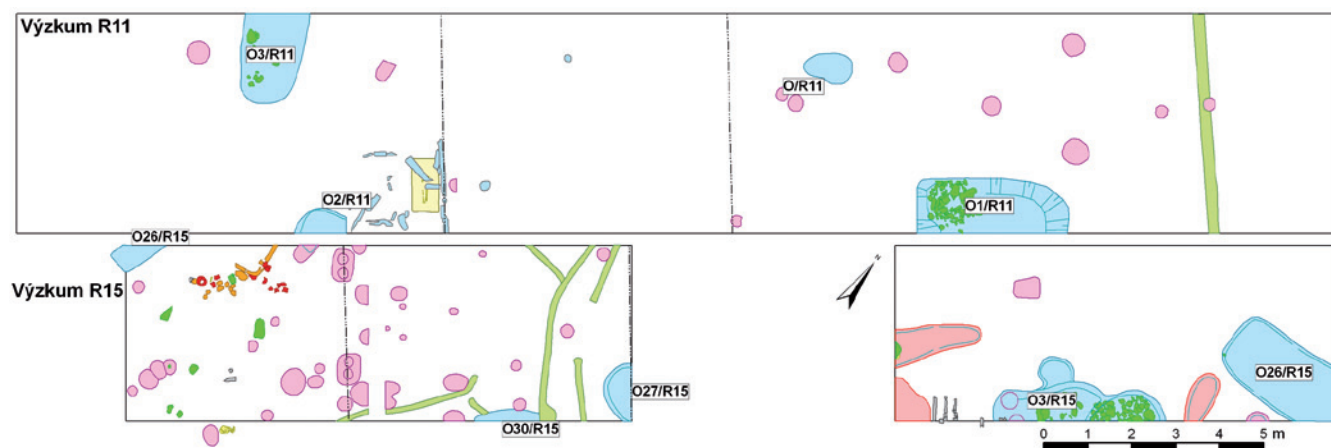 Výzkum R11
O3/R11
O/R11
O2/R11
O1/R11
O26/R15
Výzkum R15
N
O3/R15
O26/R15
O27/R15
O30/R15
0 1 2 3 4 5 m